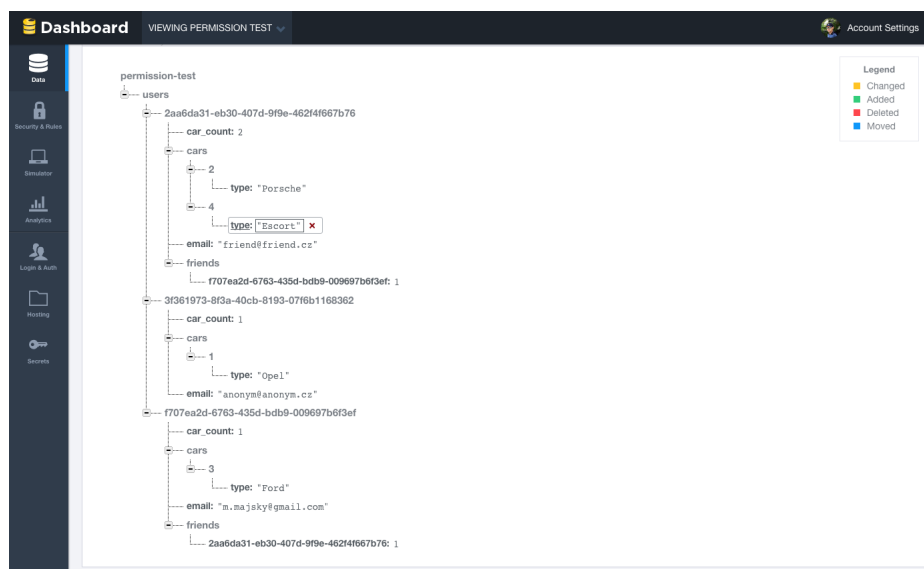 Dashboard
VIEWING PERMISSION TEST
Account Settings
Data
Security & Rules
Simulator
Analytics
Login & Auth
Hosting
Secrets
permission-test
users
2aa6da31-eb30-407d-9f9e-462f4f667b76
car_count: 2
cars
2
type: "Porsche"
4
type: "Escort"
email: "friend@friend.cz"
friends
f707ea2d-6763-435d-bdb9-009697b6f3ef: 1
3f361973-8f3a-40cb-8193-07f6b1168362
car_count: 1
cars
1
type: "Opel"
email: "anonym@anonym.cz"
f707ea2d-6763-435d-bdb9-009697b6f3ef
car_count: 1
cars
3
type: "Ford"
email: "m.majsky@gmail.com"
friends
2aa6da31-eb30-407d-9f9e-462f4f667b76: 1
Legend
Changed
Added
Deleted
Moved